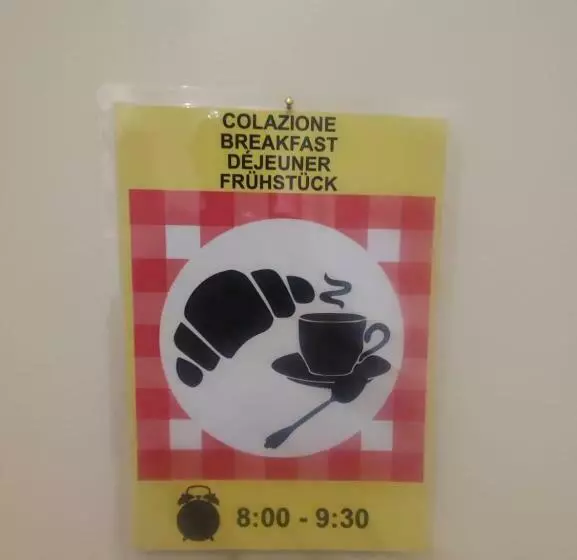 COLAZIONE
BREAKFAST
DÉJEUNER
FRÜHSTÜCK
8:00 - 9:30